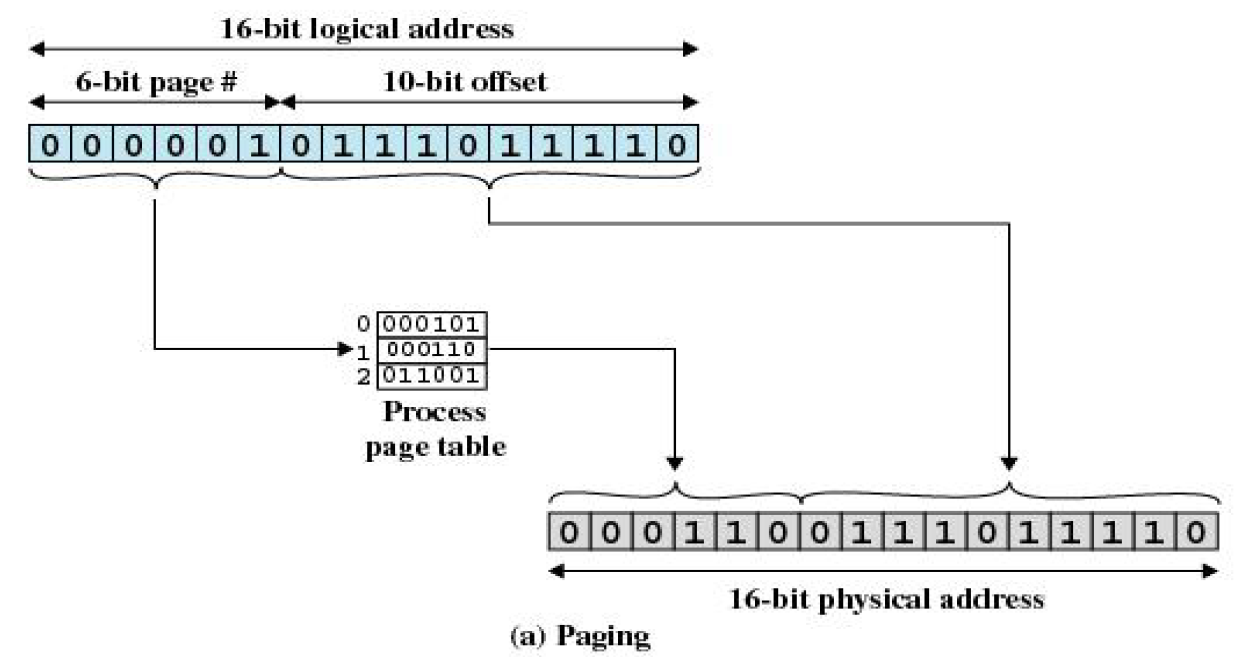 16-bit logical address
6-bit page # 10-bit offset
0 0 0 0 0 1 0 1 1 1 0 1 1 1 1 0
0 000101
1 000110
2 011001
Process
page table
0 0 0 1 1 0 0 1 1 1 0 1 1 1 1 0
16-bit physical address
(a) Paging